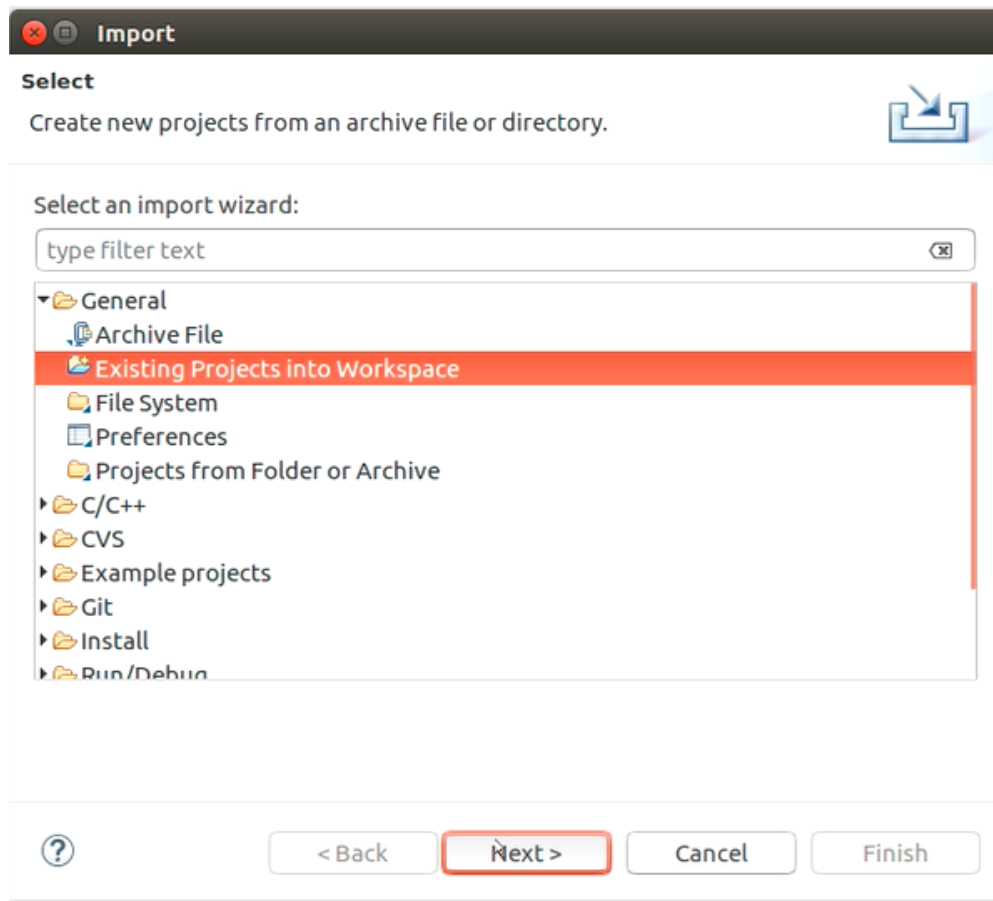 Import
Select
Create new projects from an archive file or directory.
Select an import wizard:
type filter text
General
Archive File
Existing Projects into Workspace
File System
Preferences
Projects from Folder or Archive
C/C++
CVS
Example projects
Git
Install
Run/Debug
?
< Back
Next >
Cancel
Finish